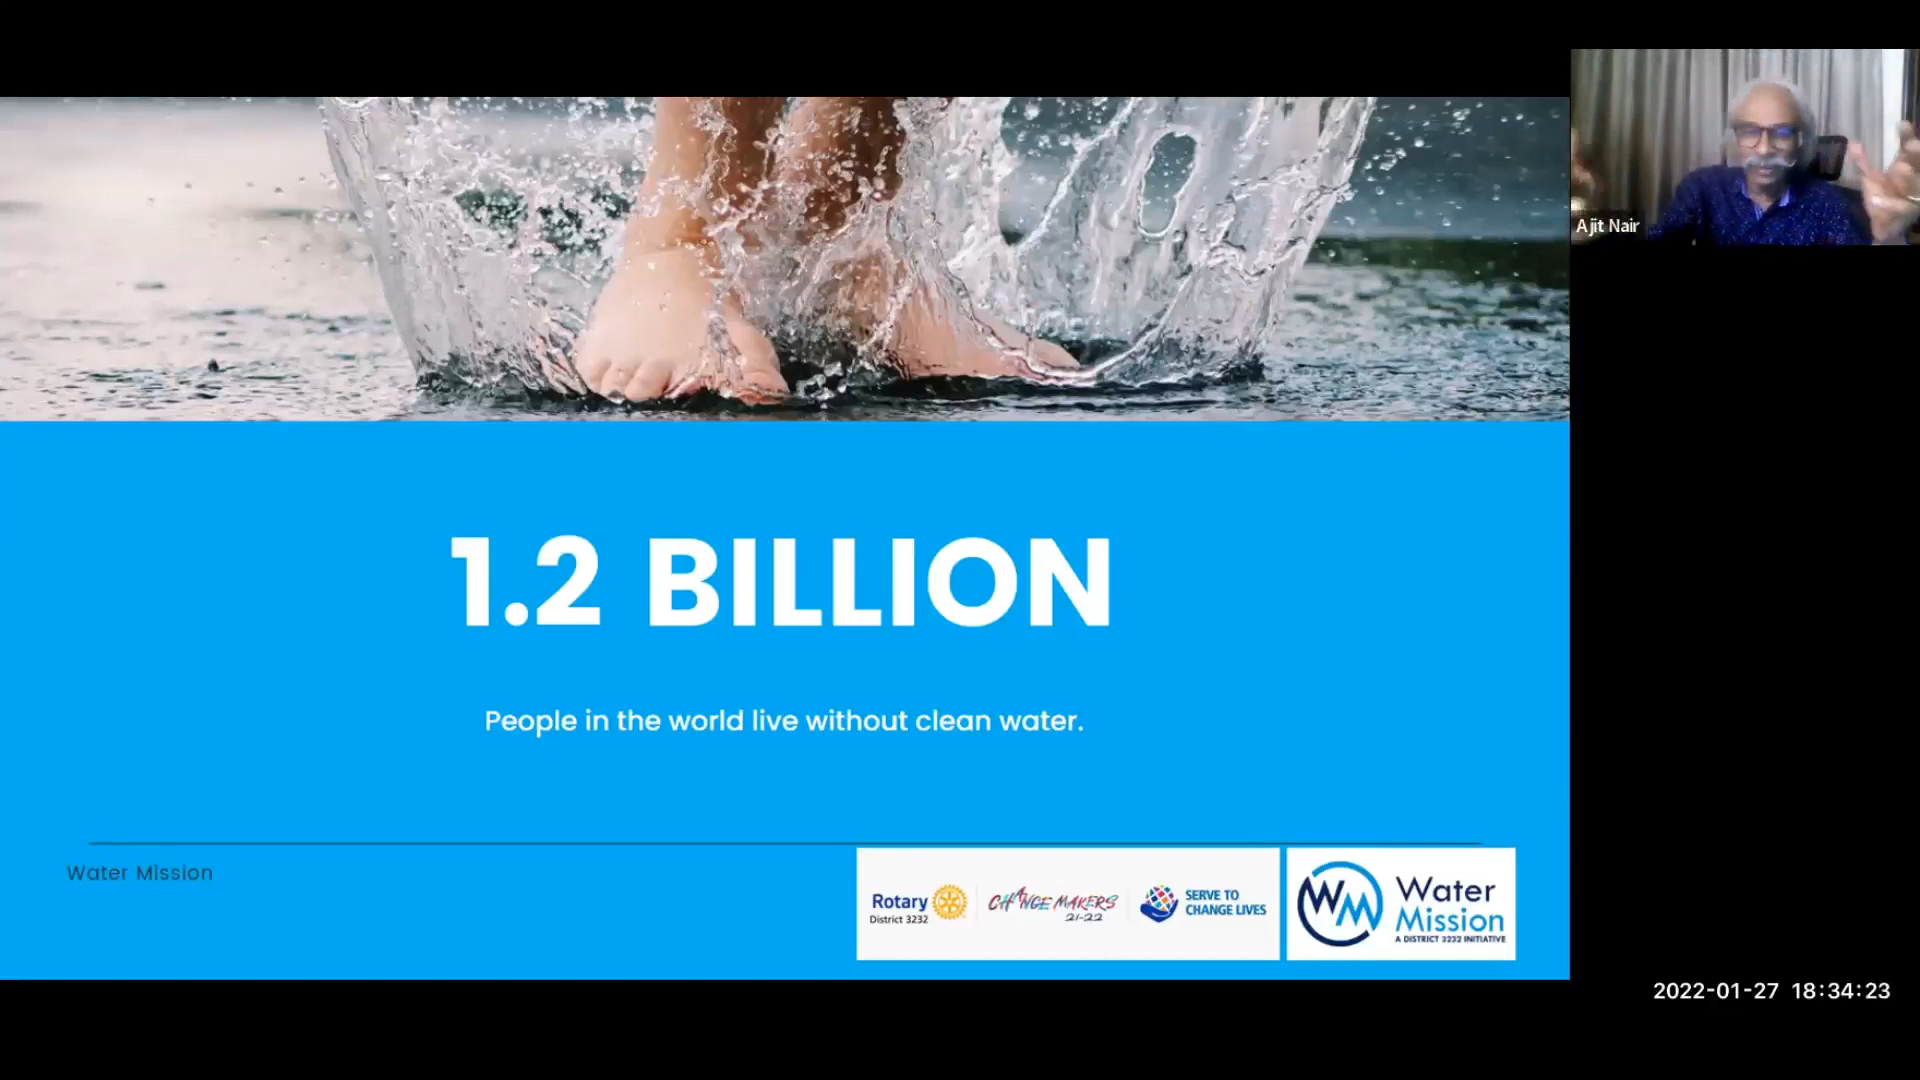 Ajit Nair
1.2 BILLION
People in the world live without clean water.
Water Mission
Rotary
District 3232
CHANGE MAKERS
21-22
SERVE TO
CHANGE LIVES
WM
Water
Mission
A DISTRICT 3232 INITIATIVE
2022-01-27 18:34:23